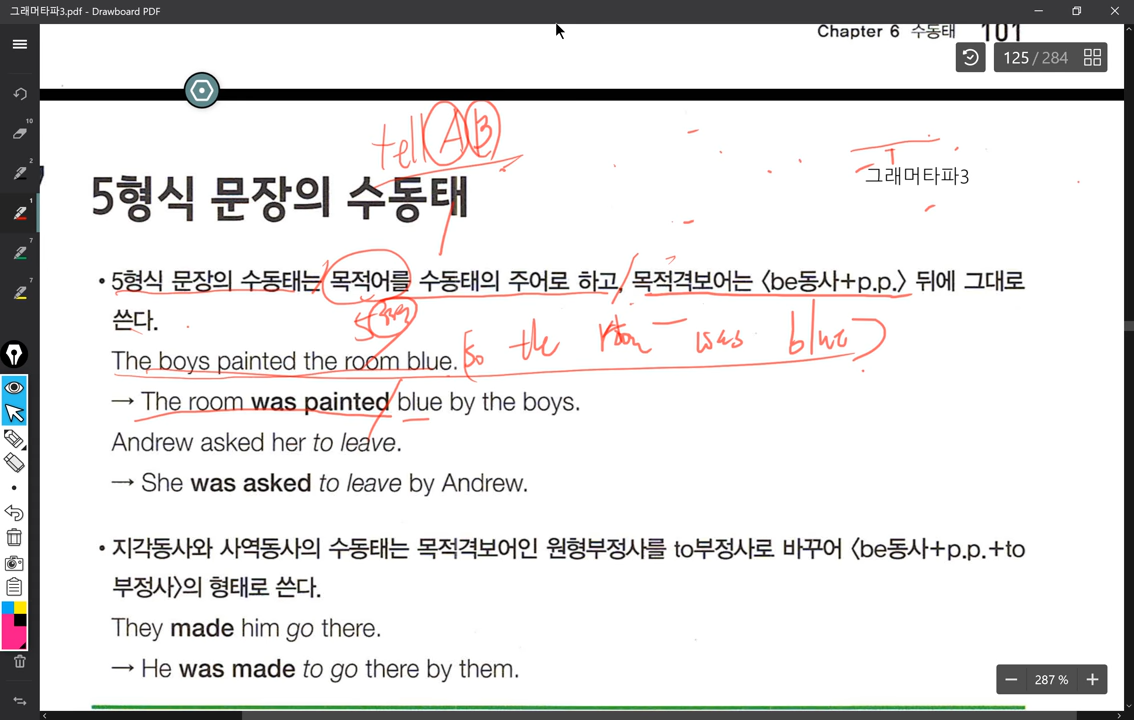 그래머타파3.pdf - Drawboard PDF
Chapter 6 수동태 101
125 / 284
tell A B
그래머타파3
5형식 문장의 수동태
• 5형식 문장의 수동태는 목적어를 수동태의 주어로 하고, 목적격보어는 〈be동사+p.p.〉 뒤에 그대로
쓴다.
so the room was blue
The boys painted the room blue.
→ The room was painted blue by the boys.
Andrew asked her to leave.
→ She was asked to leave by Andrew.
• 지각동사와 사역동사의 수동태는 목적격보어인 원형부정사를 to부정사로 바꾸어 〈be동사+p.p.+to
부정사〉의 형태로 쓴다.
They made him go there.
→ He was made to go there by them.
287 %
10
2
1
7
7